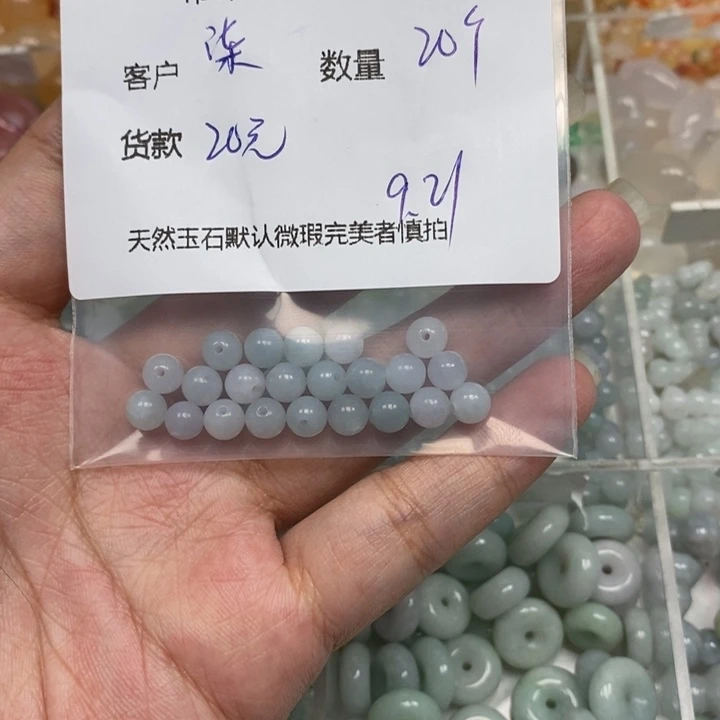 客户 柒 数量 20个
货款 20元
9.21
天然玉石默认微瑕完美者慎拍